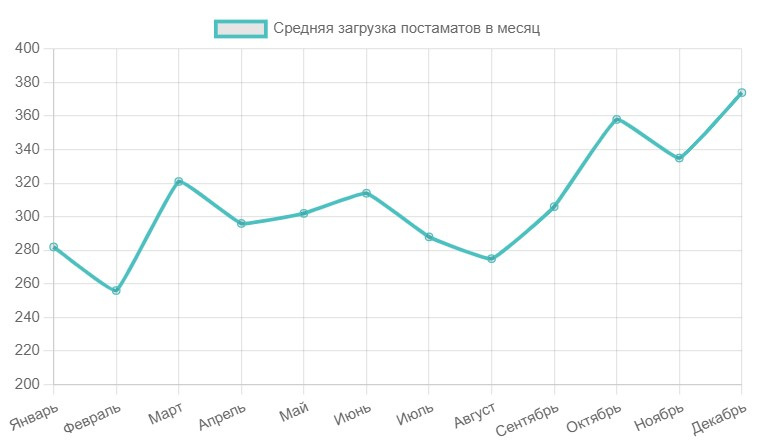 Средняя загрузка постаматов в месяц
400
380
360
340
320
300
280
260
240
220
200
Январь
Февраль
Март
Апрель
Май
Июнь
Июль
Август
Сентябрь
Октябрь
Ноябрь
Декабрь